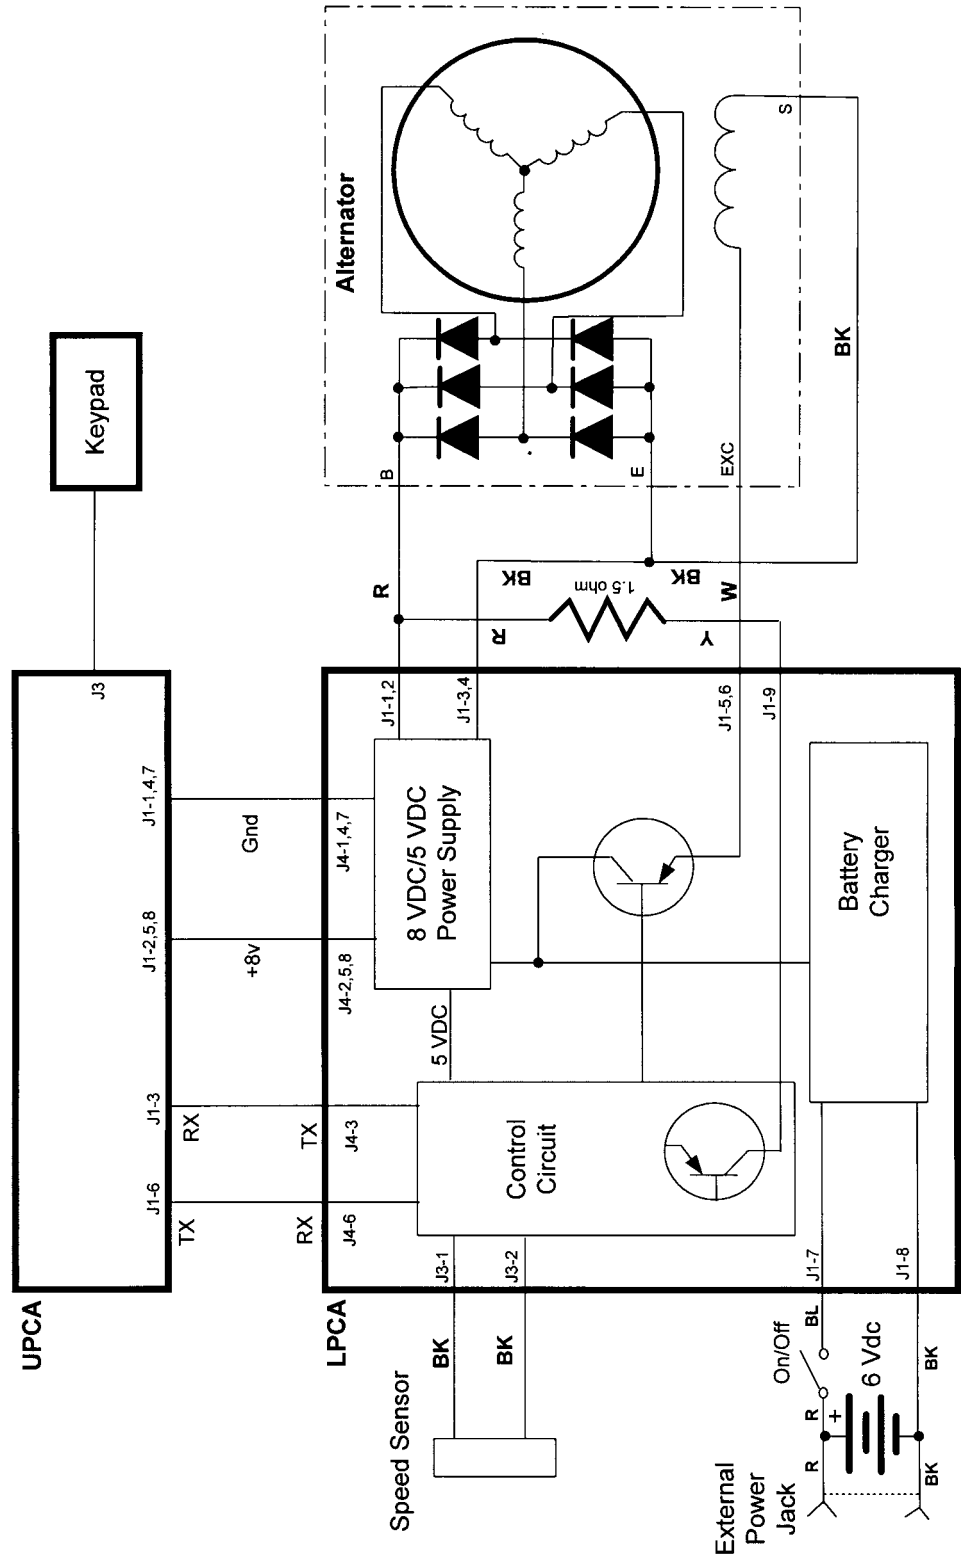 UPCA
J1-6
J1-3
J1-2,5,8
J1-1,4,7
J3
Keypad
TX
RX
+8v
Gnd
RX
TX
J4-6
J4-3
J4-2,5,8
J4-1,4,7
LPCA
8 VDC/5 VDC
Power Supply
5 VDC
Control
Circuit
Battery
Charger
J1-1,2
J1-3,4
J1-5,6
J1-9
J3-1
J3-2
J1-7
J1-8
Speed Sensor
BK
BK
External
Power
Jack
R
R
BK
BK
+
6 Vdc
On/Off
BL
R
BK
R
1.5 ohm
BK
Y
W
Alternator
B
E
EXC
S
BK